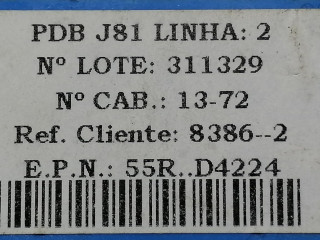 PDB J81 LINHA: 2
Nº LOTE: 311329
Nº CAB.: 13-72
Ref. Cliente: 8386--2
E.P.N.: 55R..D4224